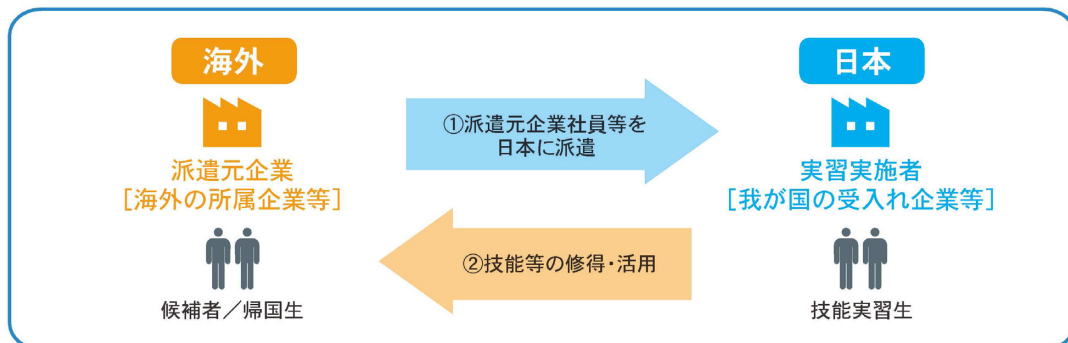 海外
派遣元企業
［海外の所属企業等］
候補者／帰国生
①派遣元企業社員等を
日本に派遣
②技能等の修得・活用
日本
実習実施者
［我が国の受入れ企業等］
技能実習生